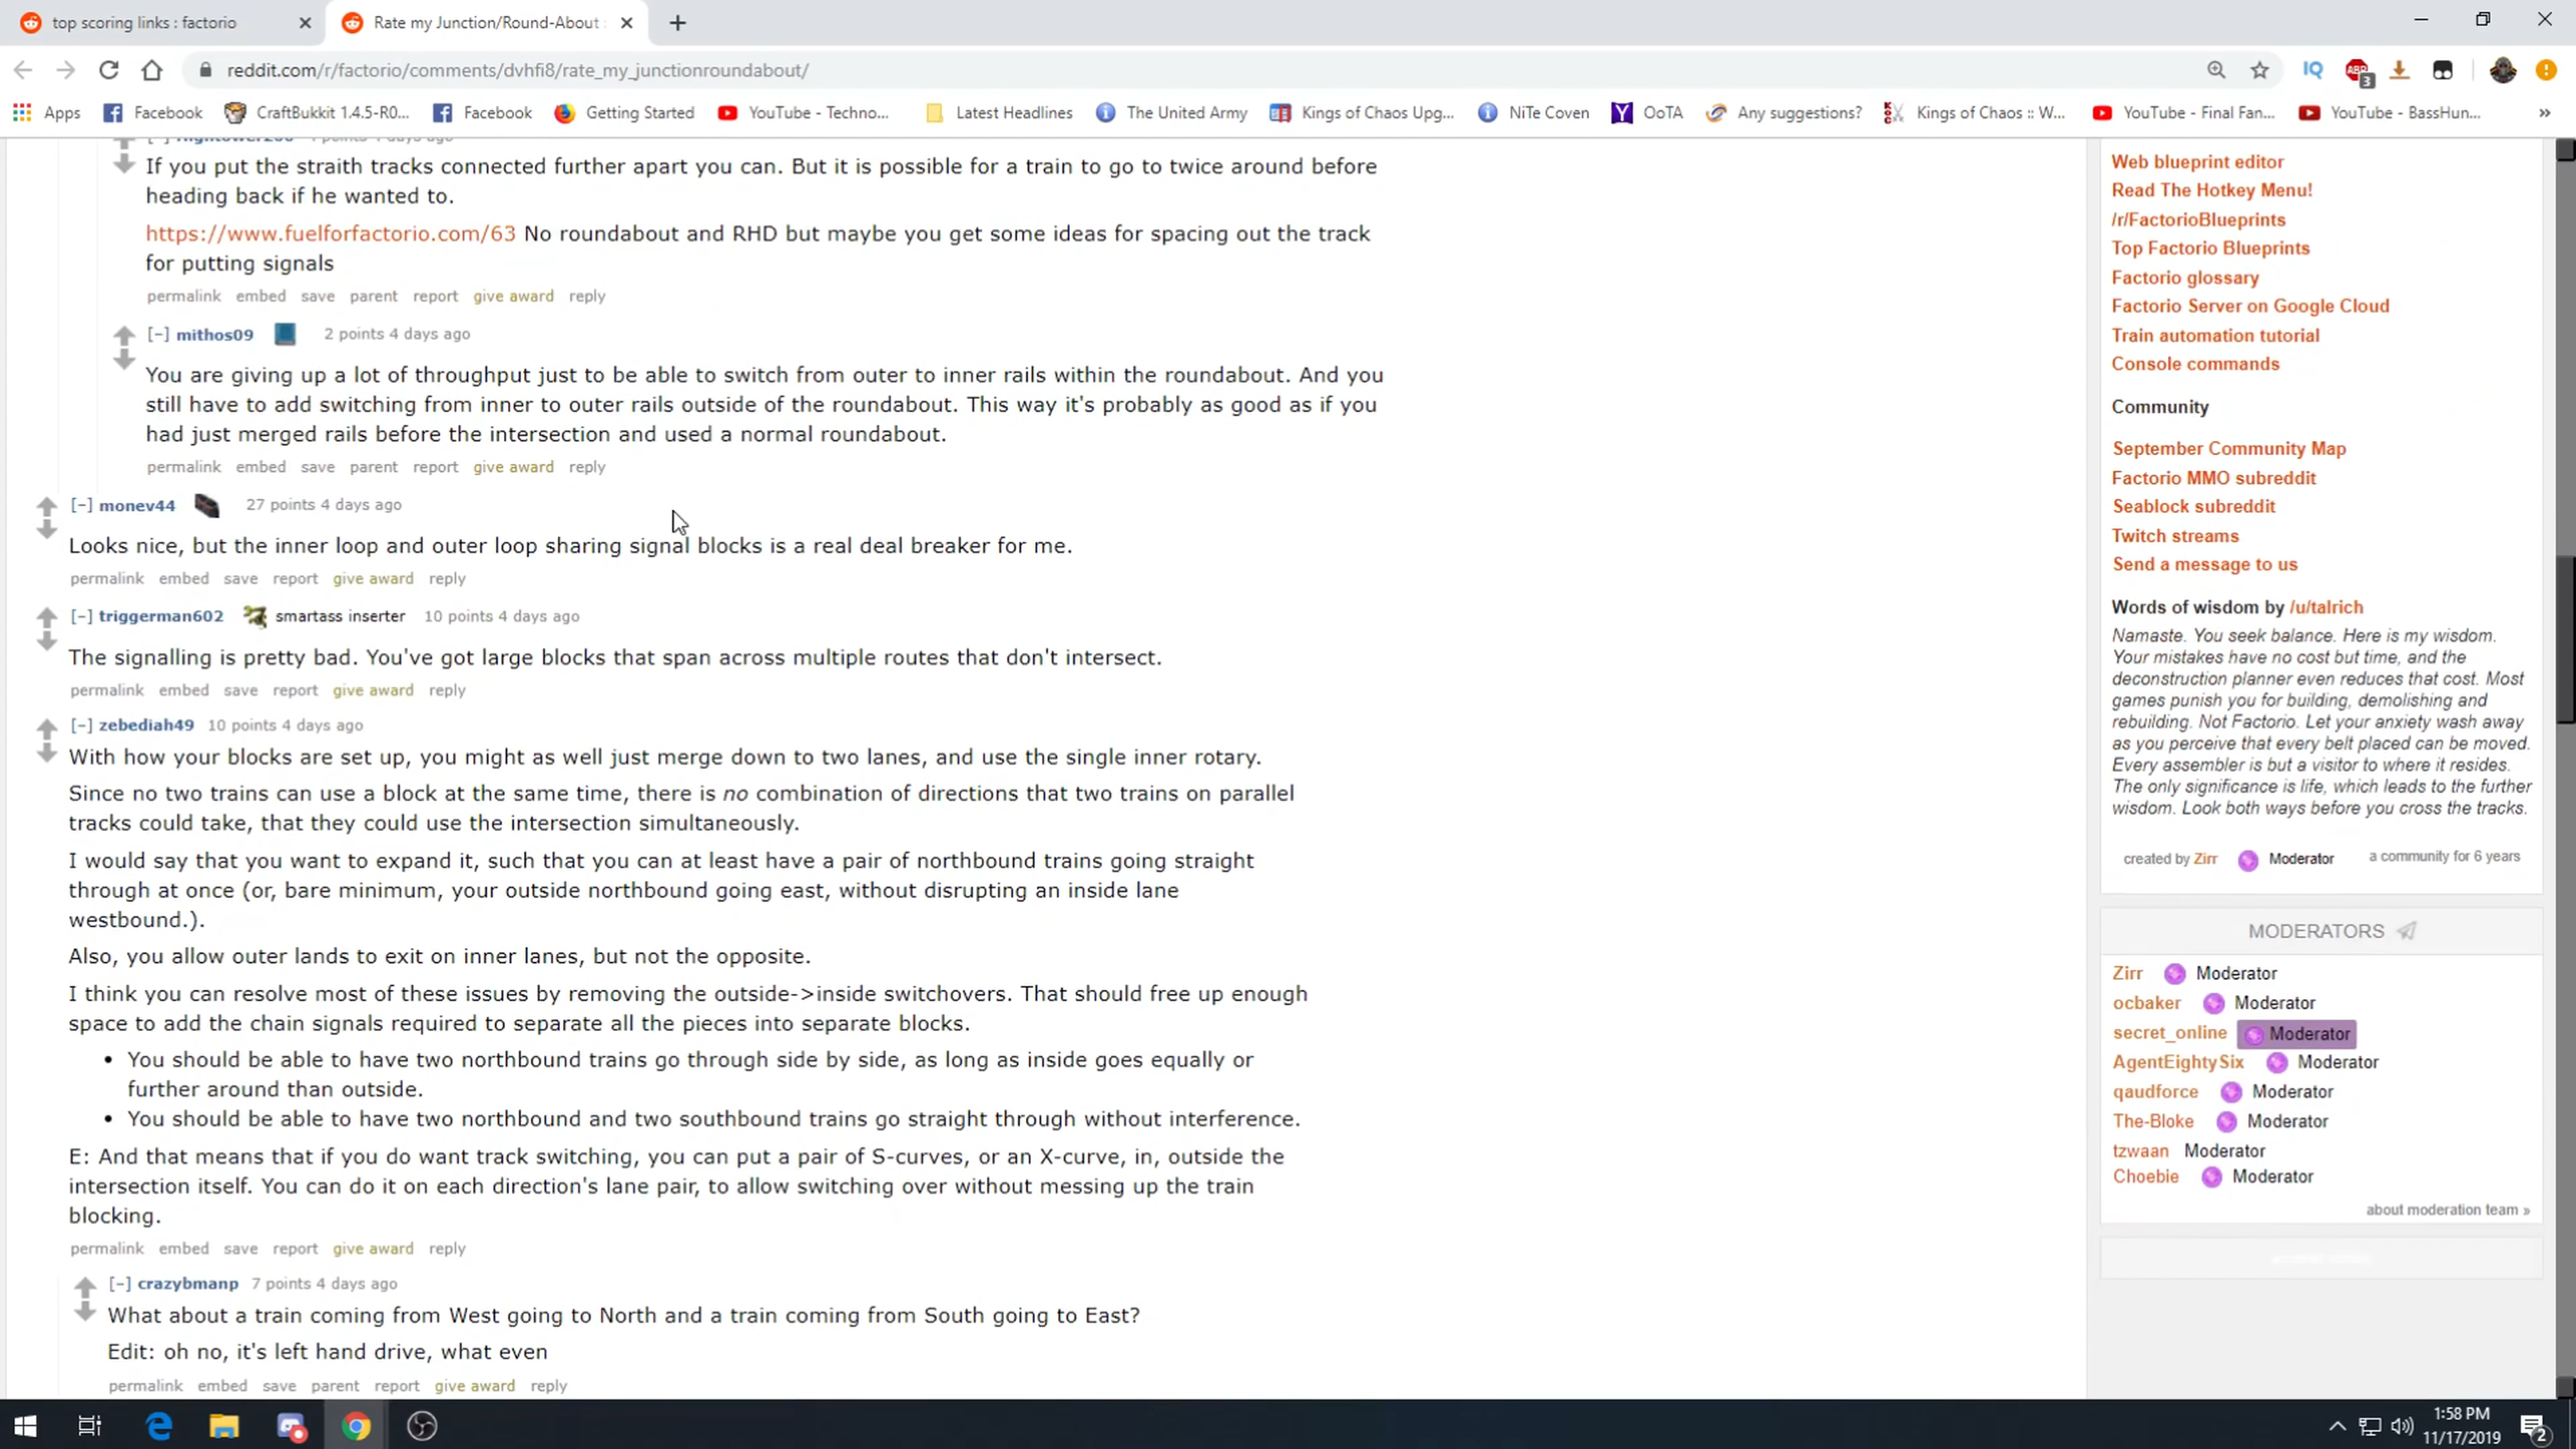 top scoring links : factorio
Rate my Junction/Round-About
reddit.com/r/factorio/comments/dvhfi8/rate_my_junctionroundabout/
IQ
ABP
3
Apps
Facebook
CraftBukkit 1.4.5-R0...
Facebook
Getting Started
YouTube - Techno...
Latest Headlines
The United Army
Kings of Chaos Upg...
NiTe Coven
OoTA
Any suggestions?
Kings of Chaos :: W...
YouTube - Final Fan...
YouTube - BassHun...
»
If you put the straith tracks connected further apart you can. But it is possible for a train to go to twice around before
heading back if he wanted to.
https://www.fuelforfactorio.com/63 No roundabout and RHD but maybe you get some ideas for spacing out the track
for putting signals
permalink embed save parent report give award reply
[-] mithos09 2 points 4 days ago
You are giving up a lot of throughput just to be able to switch from outer to inner rails within the roundabout. And you
still have to add switching from inner to outer rails outside of the roundabout. This way it's probably as good as if you
had just merged rails before the intersection and used a normal roundabout.
permalink embed save parent report give award reply
[-] monev44 27 points 4 days ago
Looks nice, but the inner loop and outer loop sharing signal blocks is a real deal breaker for me.
permalink embed save report give award reply
[-] triggerman602 smartass inserter 10 points 4 days ago
The signalling is pretty bad. You've got large blocks that span across multiple routes that don't intersect.
permalink embed save report give award reply
[-] zebediah49 10 points 4 days ago
With how your blocks are set up, you might as well just merge down to two lanes, and use the single inner rotary.
Since no two trains can use a block at the same time, there is no combination of directions that two trains on parallel
tracks could take, that they could use the intersection simultaneously.
I would say that you want to expand it, such that you can at least have a pair of northbound trains going straight
through at once (or, bare minimum, your outside northbound going east, without disrupting an inside lane
westbound.).
Also, you allow outer lands to exit on inner lanes, but not the opposite.
I think you can resolve most of these issues by removing the outside->inside switchovers. That should free up enough
space to add the chain signals required to separate all the pieces into separate blocks.
• You should be able to have two northbound trains go through side by side, as long as inside goes equally or
further around than outside.
• You should be able to have two northbound and two southbound trains go straight through without interference.
E: And that means that if you do want track switching, you can put a pair of S-curves, or an X-curve, in, outside the
intersection itself. You can do it on each direction's lane pair, to allow switching over without messing up the train
blocking.
permalink embed save report give award reply
[-] crazybmanp 7 points 4 days ago
What about a train coming from West going to North and a train coming from South going to East?
Edit: oh no, it's left hand drive, what even
permalink embed save parent report give award reply
Web blueprint editor
Read The Hotkey Menu!
/r/FactorioBlueprints
Top Factorio Blueprints
Factorio glossary
Factorio Server on Google Cloud
Train automation tutorial
Console commands
Community
September Community Map
Factorio MMO subreddit
Seablock subreddit
Twitch streams
Send a message to us
Words of wisdom by /u/talrich
Namaste. You seek balance. Here is my wisdom.
Your mistakes have no cost but time, and the
deconstruction planner even reduces that cost. Most
games punish you for building, demolishing and
rebuilding. Not Factorio. Let your anxiety wash away
as you perceive that every belt placed can be moved.
Every assembler is but a visitor to where it resides.
The only significance is life, which leads to the further
wisdom. Look both ways before you cross the tracks.
created by Zirr Moderator a community for 6 years
MODERATORS
Zirr Moderator
ocbaker Moderator
secret_online Moderator
AgentEightySix Moderator
qaudforce Moderator
The-Bloke Moderator
tzwaan Moderator
Choebie Moderator
about moderation team »
1:58 PM
11/17/2019
2